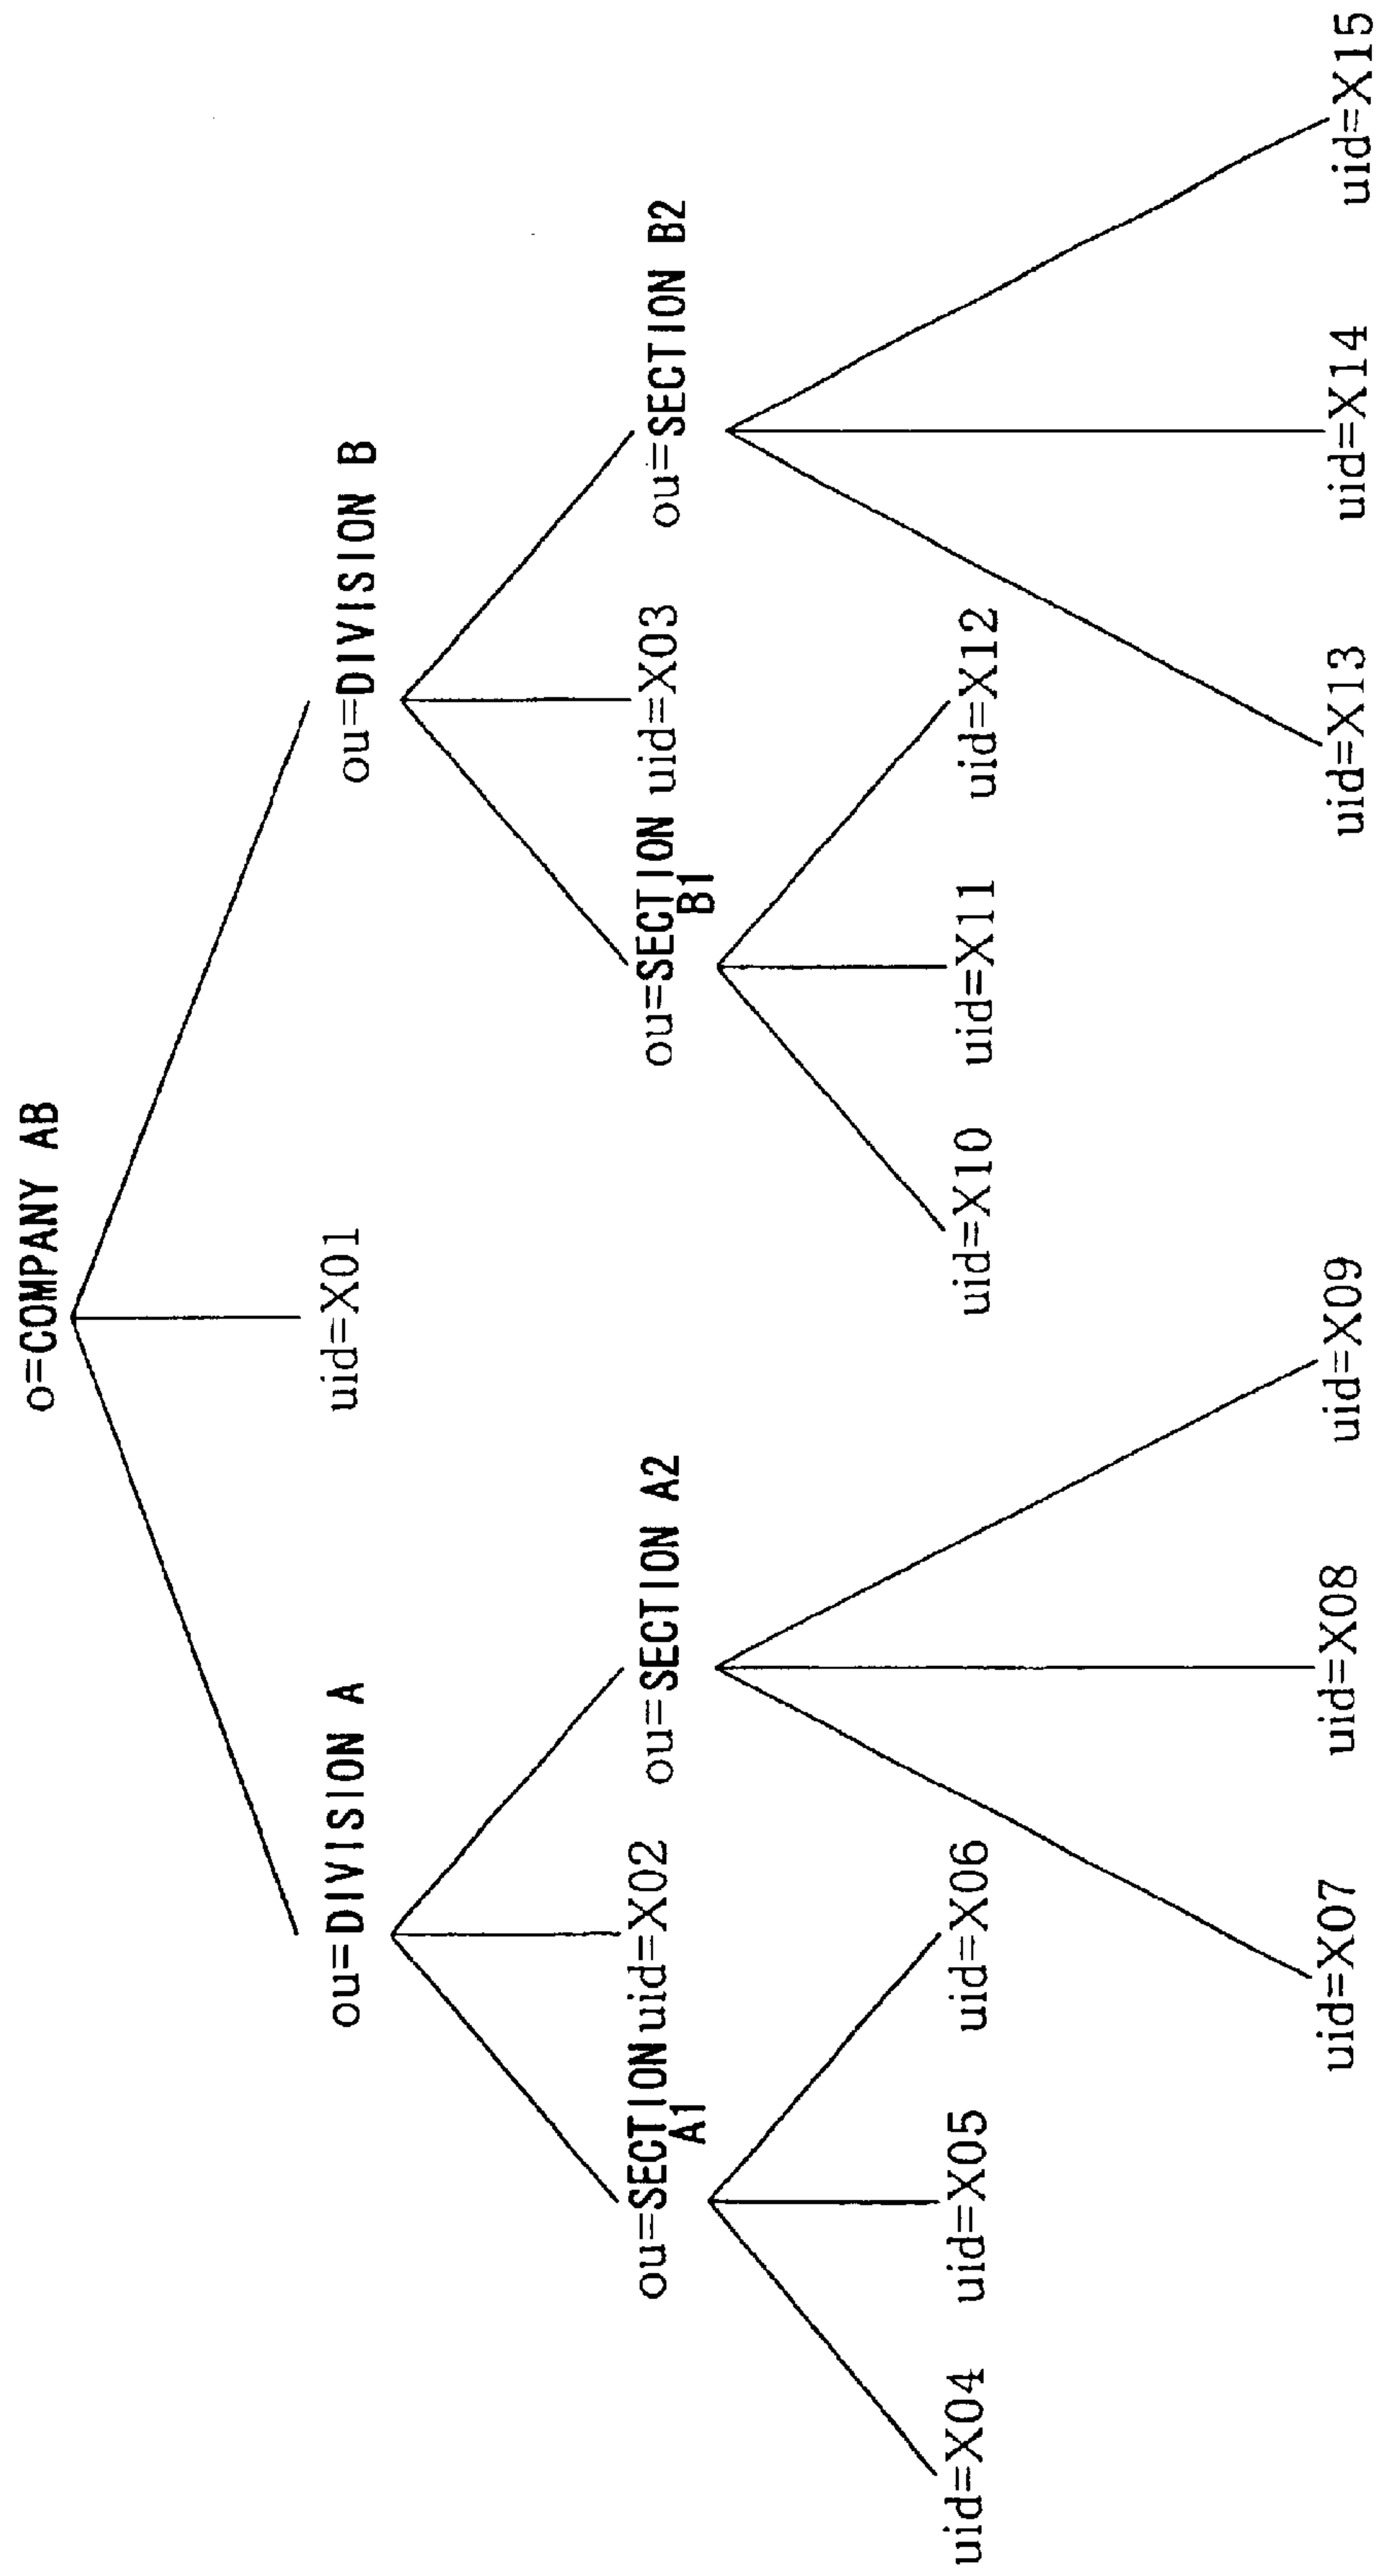 o=COMPANY AB
ou=DIVISION A
uid=X01
ou=DIVISION B
ou=SECTION
A1
uid=X02
ou=SECTION A2
ou=SECTION
B1
uid=X03
ou=SECTION B2
uid=X04
uid=X05
uid=X06
uid=X10
uid=X11
uid=X12
uid=X07
uid=X08
uid=X09
uid=X13
uid=X14
uid=X15